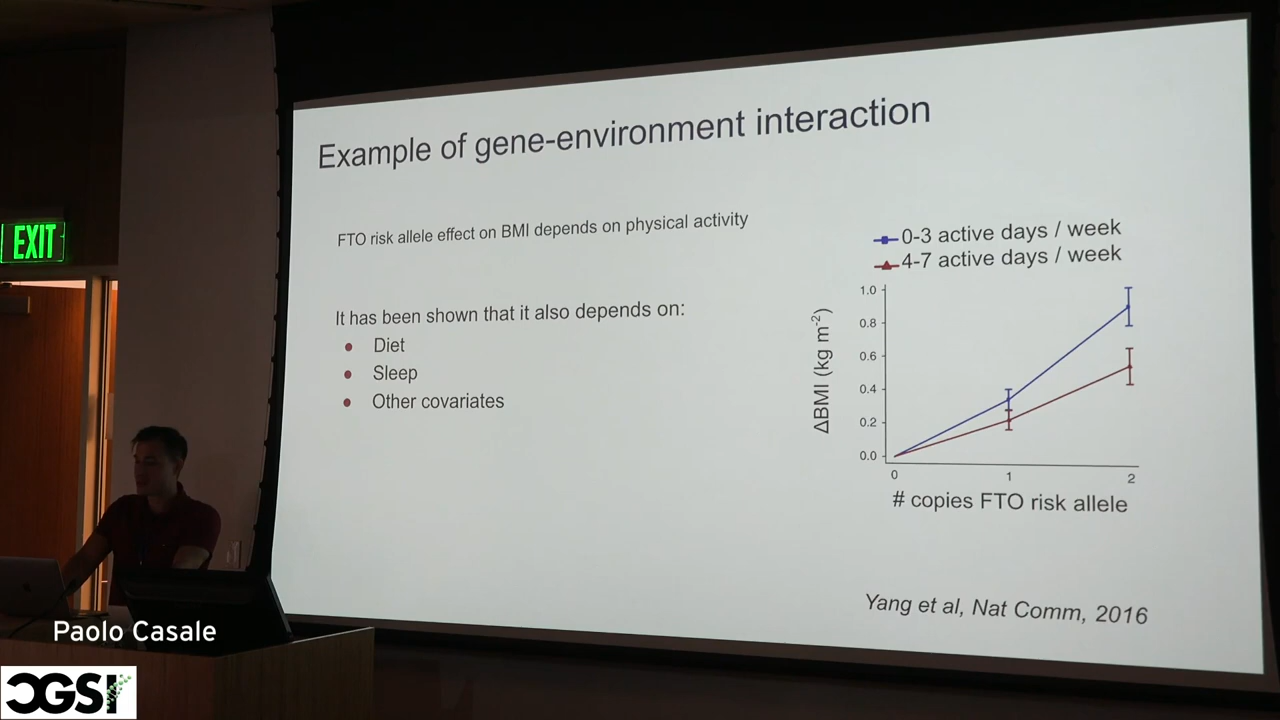 Example of gene-environment interaction
FTO risk allele effect on BMI depends on physical activity
It has been shown that it also depends on:
Diet
Sleep
Other covariates
0-3 active days / week
4-7 active days / week
1.0
0.8
0.6
0.4
0.2
0.0
ΔBMI (kg m⁻²)
0 1 2
# copies FTO risk allele
Yang et al, Nat Comm, 2016
EXIT
Paolo Casale
CGSI